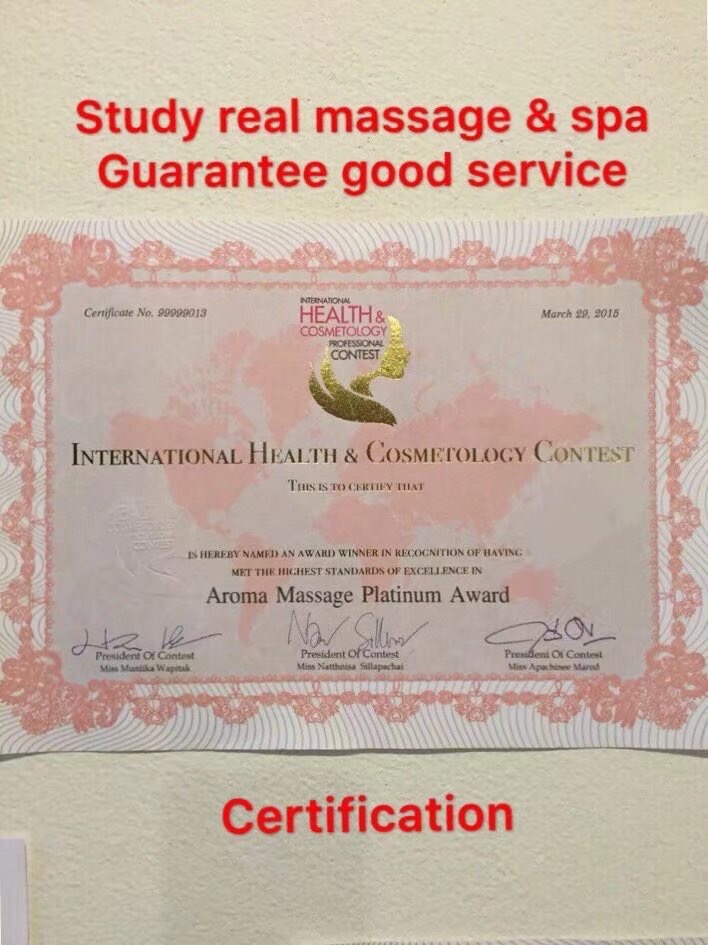 Study real massage & spa
Guarantee good service
Certificate No. 99999013
March 29, 2015
INTERNATIONAL
HEALTH &
COSMETOLOGY
PROFESSIONAL
CONTEST
INTERNATIONAL HEALTH & COSMETOLOGY CONTEST
THIS IS TO CERTIFY THAT
IS HEREBY NAMED AN AWARD WINNER IN RECOGNITION OF HAVING
MET THE HIGHEST STANDARDS OF EXCELLENCE IN
Aroma Massage Platinum Award
President Of Contest
Miss Munlika Wapitak
President Of Contest
Miss Natthnisa Sillapachai
President Of Contest
Miss Apachinee Marod
Certification